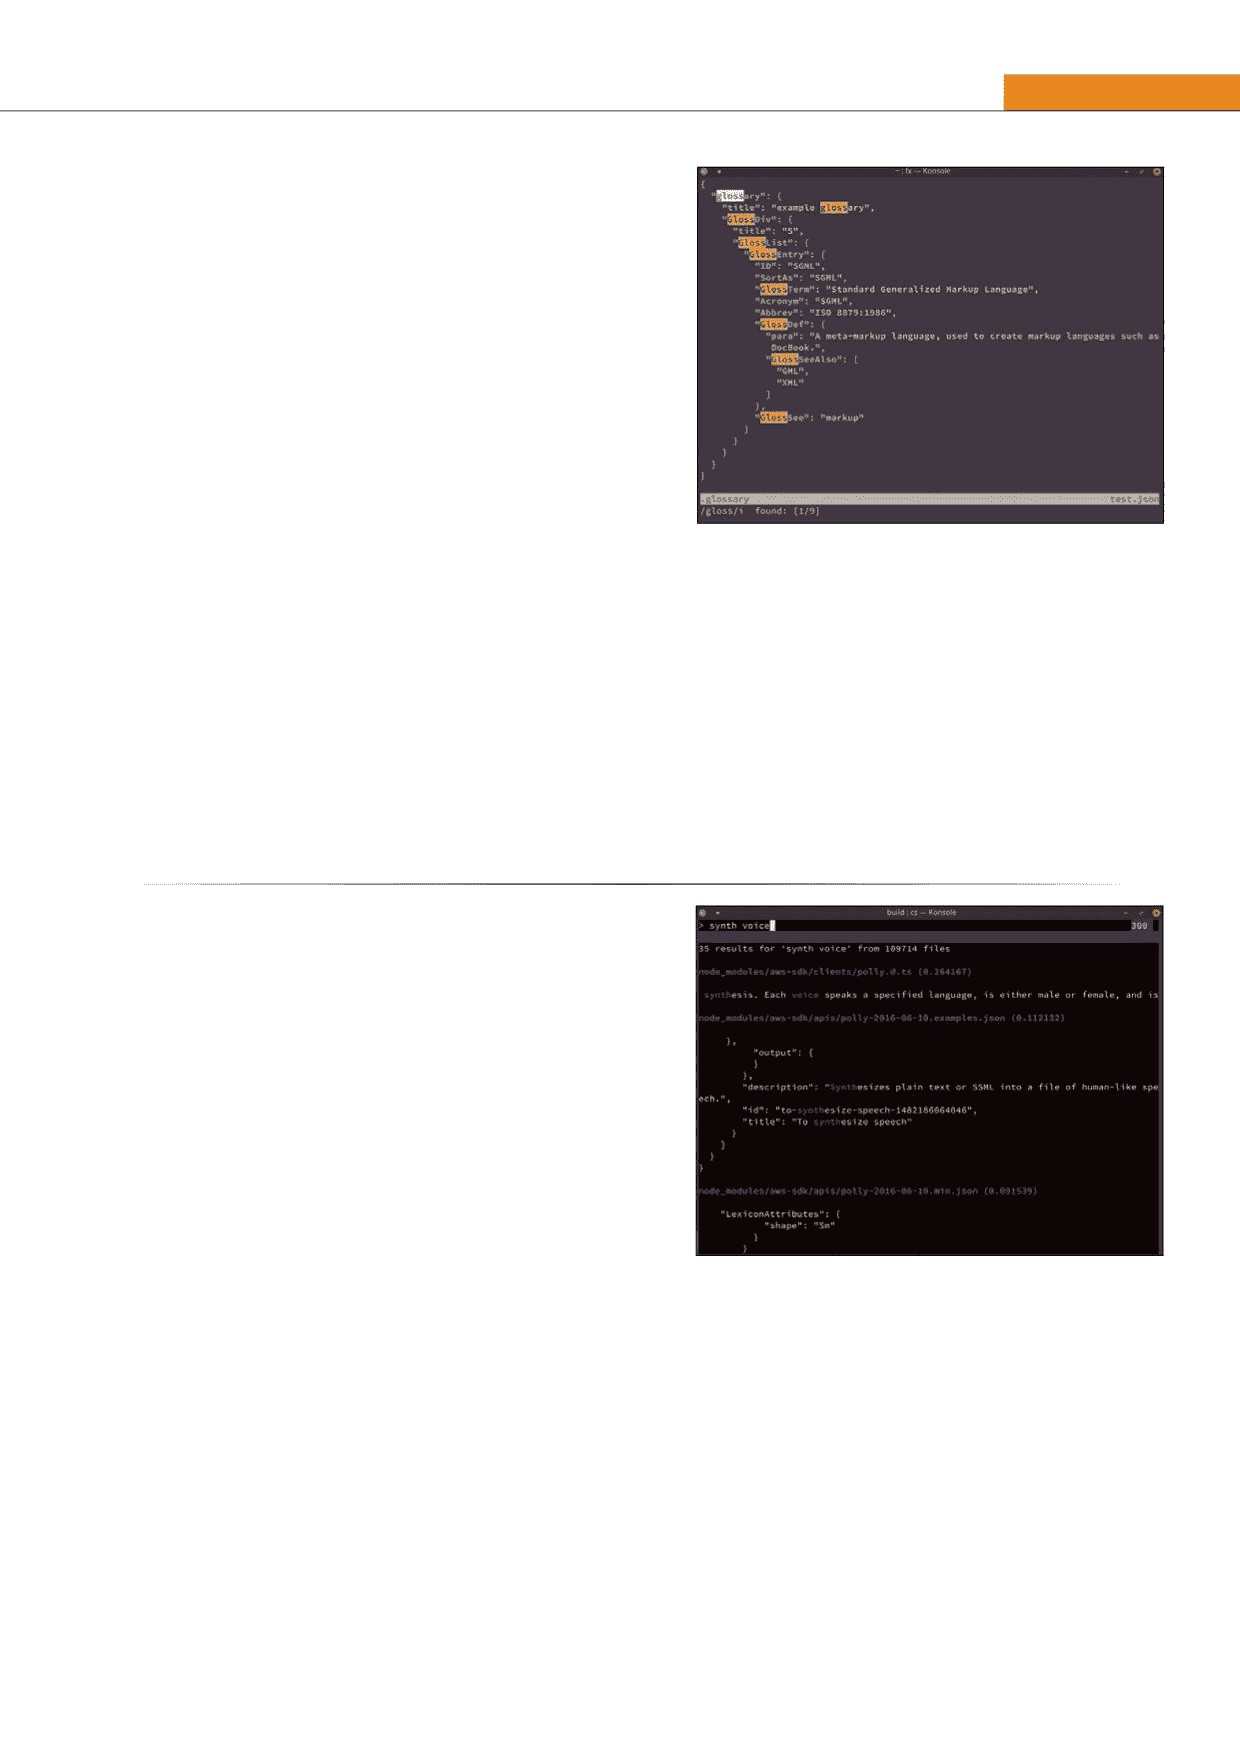 ~ : fx — Konsole
{
"glossary": {
"title": "example glossary",
"GlossDiv": {
"title": "S",
"GlossList": {
"GlossEntry": {
"ID": "SGML",
"SortAs": "SGML",
"GlossTerm": "Standard Generalized Markup Language",
"Acronym": "SGML",
"Abbrev": "ISO 8879:1986",
"GlossDef": {
"para": "A meta-markup language, used to create markup languages such as
DocBook.",
"GlossSeeAlso": [
"GML",
"XML"
]
},
"GlossSee": "markup"
}
}
}
}
}
.glossary test.json
/gloss/i found: [1/9]
build : cs — Konsole
> synth voice 300
35 results for 'synth voice' from 109714 files
node_modules/aws-sdk/clients/polly.d.ts (0.264167)
synthesis. Each voice speaks a specified language, is either male or female, and is
node_modules/aws-sdk/apis/polly-2016-06-10.examples.json (0.112132)
},
"output": {
}
},
"description": "Synthesizes plain text or SSML into a file of human-like spe
ech.",
"id": "to-synthesize-speech-1482186064046",
"title": "To synthesize speech"
}
]
}
}
node_modules/aws-sdk/apis/polly-2016-06-10.min.json (0.091539)
"LexiconAttributes": {
"shape": "Sm"
}
}